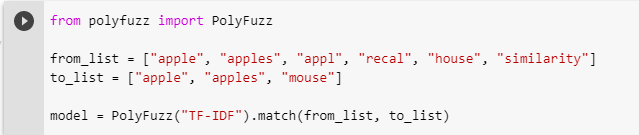 from polyfuzz import PolyFuzz
from_list = ["apple", "apples", "appl", "recal", "house", "similarity"]
to_list = ["apple", "apples", "mouse"]
model = PolyFuzz("TF-IDF").match(from_list, to_list)